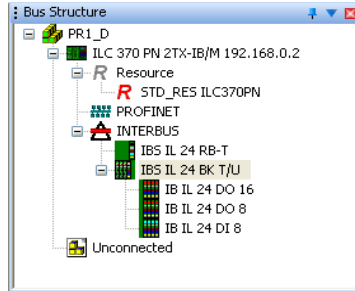 Bus Structure
PR1_D
ILC 370 PN 2TX-IB/M 192.168.0.2
R Resource
R STD_RES ILC370PN
PROFINET
INTERBUS
IBS IL 24 RB-T
IBS IL 24 BK T/U
IB IL 24 DO 16
IB IL 24 DO 8
IB IL 24 DI 8
Unconnected